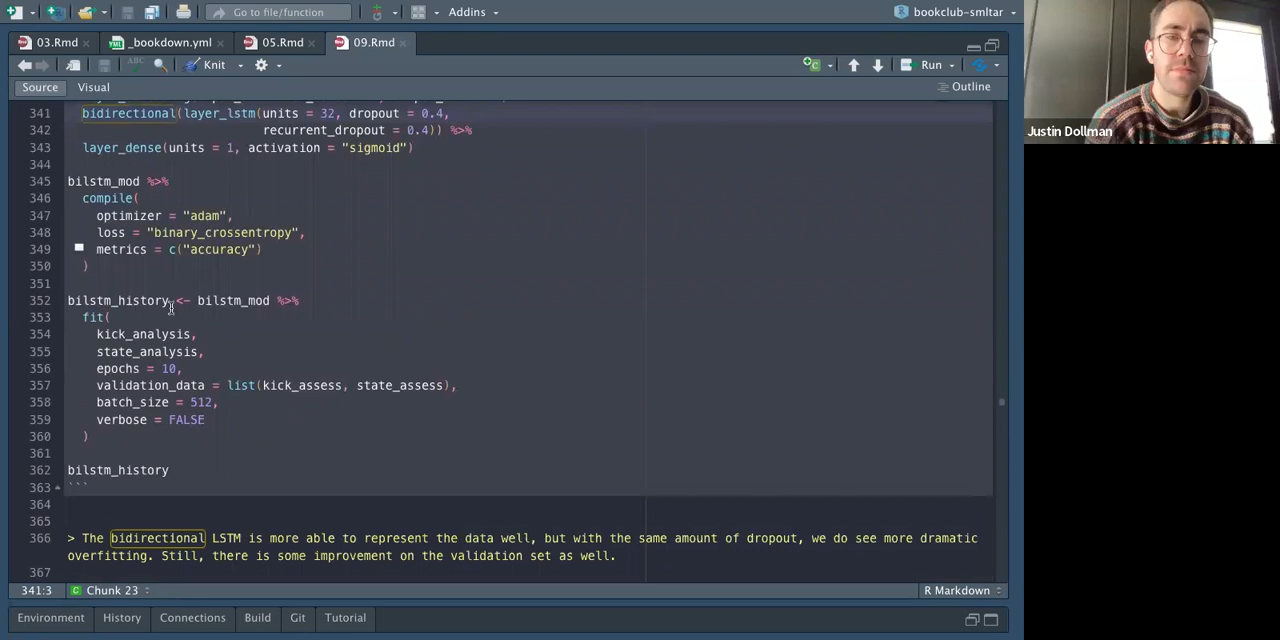 Go to file/function
Addins
bookclub-smltar
03.Rmd
_bookdown.yml
05.Rmd
09.Rmd
ABC
Knit
Run
Source
Visual
Outline
341 bidirectional(layer_lstm(units = 32, dropout = 0.4,
342 recurrent_dropout = 0.4)) %>%
343 layer_dense(units = 1, activation = "sigmoid")
344
345 bilstm_mod %>%
346 compile(
347 optimizer = "adam",
348 loss = "binary_crossentropy",
349 metrics = c("accuracy")
350 )
351
352 bilstm_history <- bilstm_mod %>%
353 fit(
354 kick_analysis,
355 state_analysis,
356 epochs = 10,
357 validation_data = list(kick_assess, state_assess),
358 batch_size = 512,
359 verbose = FALSE
360 )
361
362 bilstm_history
363 ```
364
365
366 > The bidirectional LSTM is more able to represent the data well, but with the same amount of dropout, we do see more dramatic
overfitting. Still, there is some improvement on the validation set as well.
367
341:3
Chunk 23
R Markdown
Environment
History
Connections
Build
Git
Tutorial
Justin Dollman